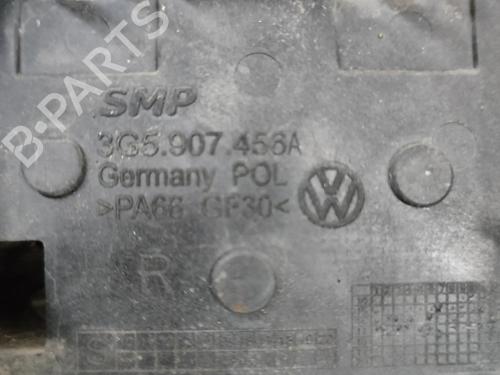 B-PARTS
SMP
3G5.907.456A
Germany POL
>PA66 GF30<
R